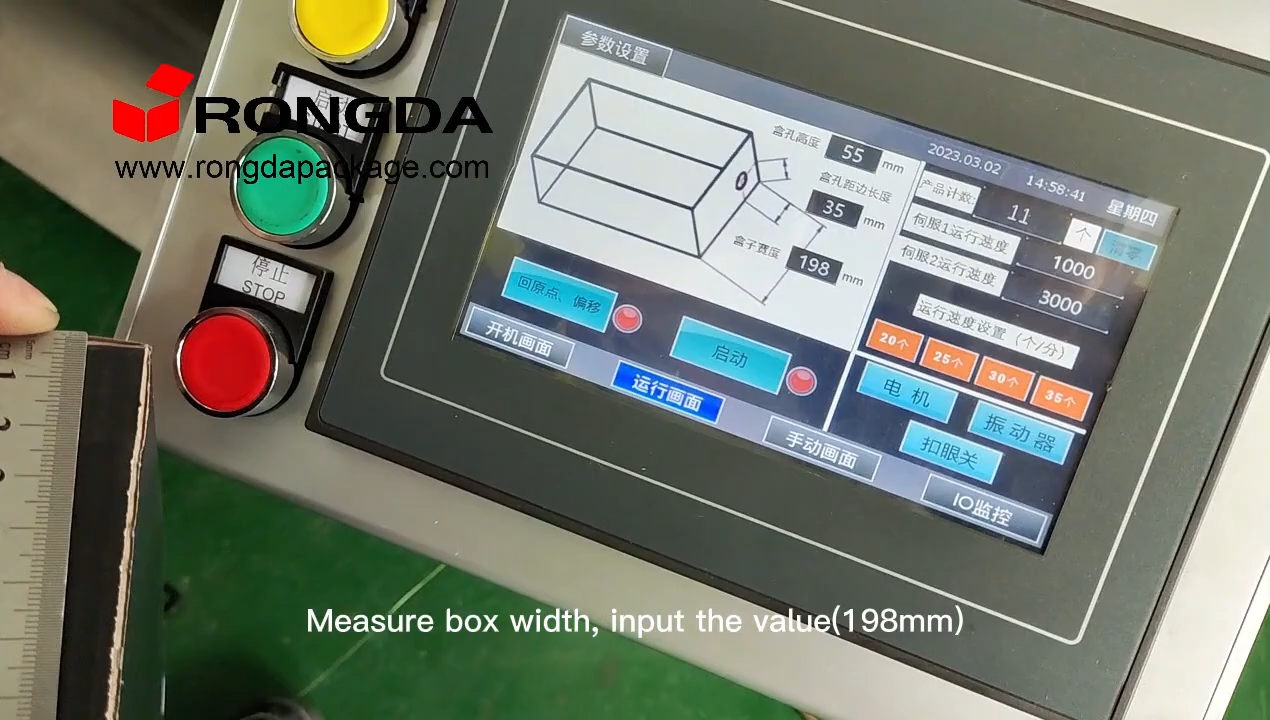 RONGDA
www.rongdapackage.com
停止
STOP
参数设置
2023.03.02 14:58:41 星期四
盒孔高度 55 mm
盒孔距边长度 35 mm
盒子宽度 198 mm
产品计数: 11 个 清零
伺服1运行速度 1000
伺服2运行速度 3000
运行速度设置（个/分）
20个 25个 30个 35个
回原点、偏移
启动
电机
振动器
扣眼关
开机画面
运行画面
手动画面
IO监控
cm
1
2
Measure box width, input the value(198mm)